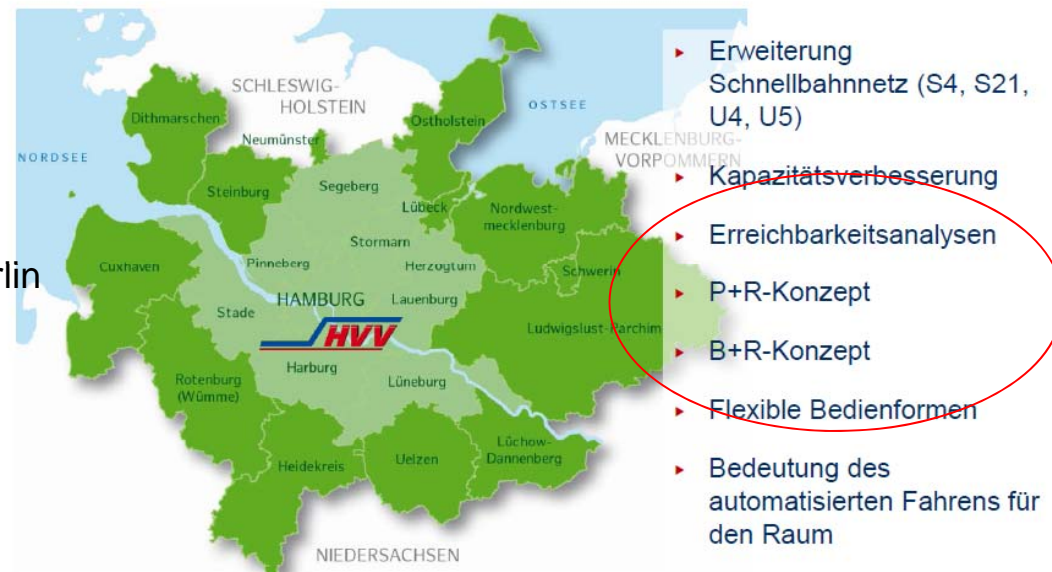 SCHLESWIG-
HOLSTEIN
OSTSEE
NORDSEE
MECKLENBURG-
VORPOMMERN
Dithmarschen
Neumünster
Ostholstein
Steinburg
Segeberg
Lübeck
Nordwest-
mecklenburg
Stormarn
Pinneberg
Herzogtum
Lauenburg
Schwerin
Cuxhaven
Stade
HAMBURG
HVV
Ludwigslust-Parchim
Harburg
Lüneburg
Rotenburg
(Wümme)
Heidekreis
Uelzen
Lüchow-
Dannenberg
NIEDERSACHSEN
rlin
▸ Erweiterung
Schnellbahnnetz (S4, S21,
U4, U5)
▸ Kapazitätsverbesserung
▸ Erreichbarkeitsanalysen
▸ P+R-Konzept
▸ B+R-Konzept
▸ Flexible Bedienformen
▸ Bedeutung des
automatisierten Fahrens für
den Raum